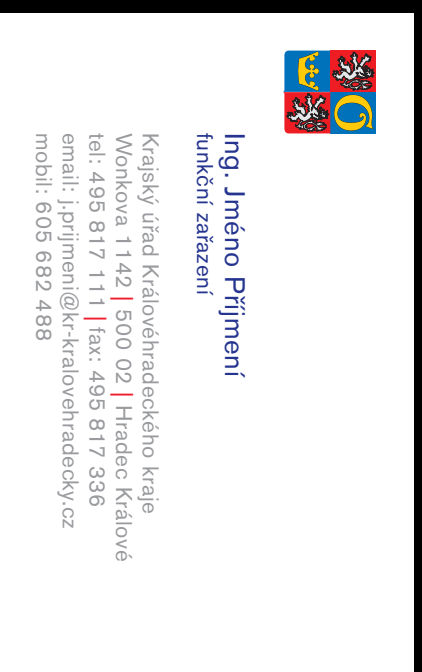 Ing. Jméno Příjmení
funkční zařazení
Krajský úřad Královéhradeckého kraje
Wonkova 1142 | 500 02 | Hradec Králové
tel: 495 817 111 | fax: 495 817 336
email: j.prijmeni@kr-kralovehradecky.cz
mobil: 605 682 488
G